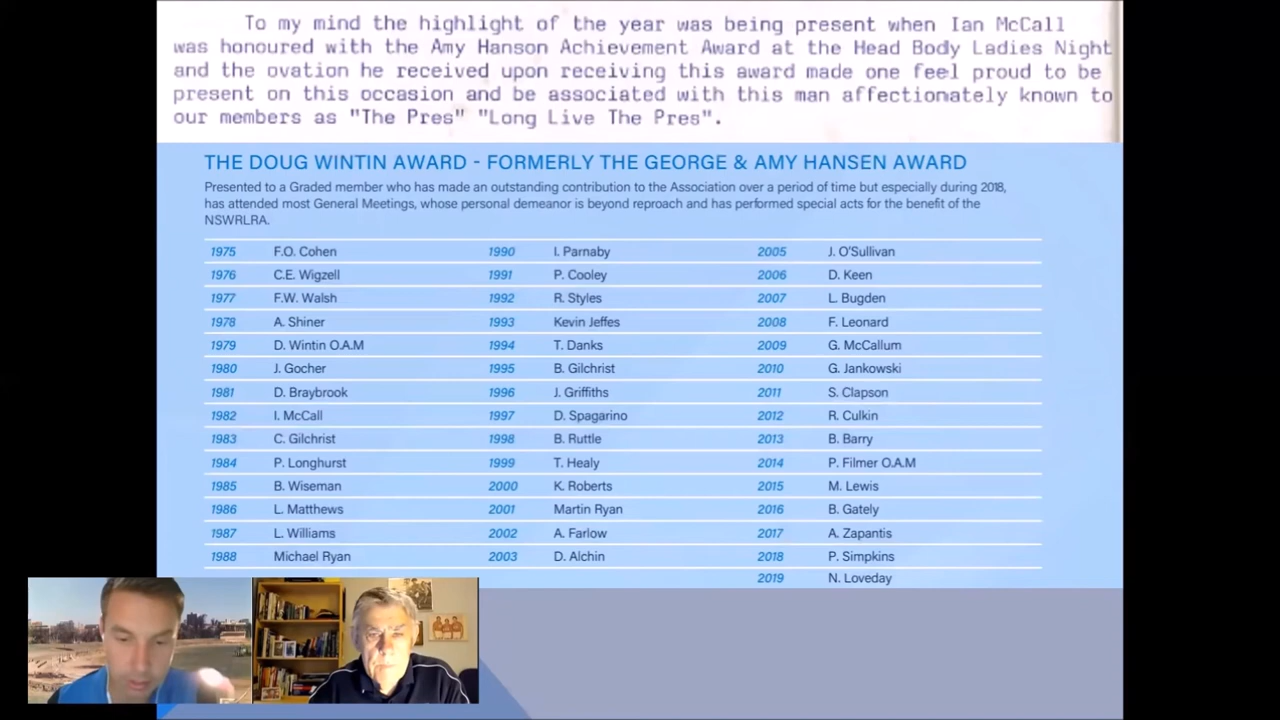 To my mind the highlight of the year was being present when Ian McCall
was honoured with the Amy Hanson Achievement Award at the Head Body Ladies Night
and the ovation he received upon receiving this award made one feel proud to be
present on this occasion and be associated with this man affectionately known to
our members as "The Pres" "Long Live The Pres".
THE DOUG WINTIN AWARD - FORMERLY THE GEORGE & AMY HANSEN AWARD
Presented to a Graded member who has made an outstanding contribution to the Association over a period of time but especially during 2018,
has attended most General Meetings, whose personal demeanor is beyond reproach and has performed special acts for the benefit of the
NSWRLRA.
1975 F.O. Cohen 1990 I. Parnaby 2005 J. O'Sullivan
1976 C.E. Wigzell 1991 P. Cooley 2006 D. Keen
1977 F.W. Walsh 1992 R. Styles 2007 L. Bugden
1978 A. Shiner 1993 Kevin Jeffes 2008 F. Leonard
1979 D. Wintin O.A.M 1994 T. Danks 2009 G. McCallum
1980 J. Gocher 1995 B. Gilchrist 2010 G. Jankowski
1981 D. Braybrook 1996 J. Griffiths 2011 S. Clapson
1982 I. McCall 1997 D. Spagarino 2012 R. Culkin
1983 C. Gilchrist 1998 B. Ruttle 2013 B. Barry
1984 P. Longhurst 1999 T. Healy 2014 P. Filmer O.A.M
1985 B. Wiseman 2000 K. Roberts 2015 M. Lewis
1986 L. Matthews 2001 Martin Ryan 2016 B. Gately
1987 L. Williams 2002 A. Farlow 2017 A. Zapantis
1988 Michael Ryan 2003 D. Alchin 2018 P. Simpkins
2019 N. Loveday